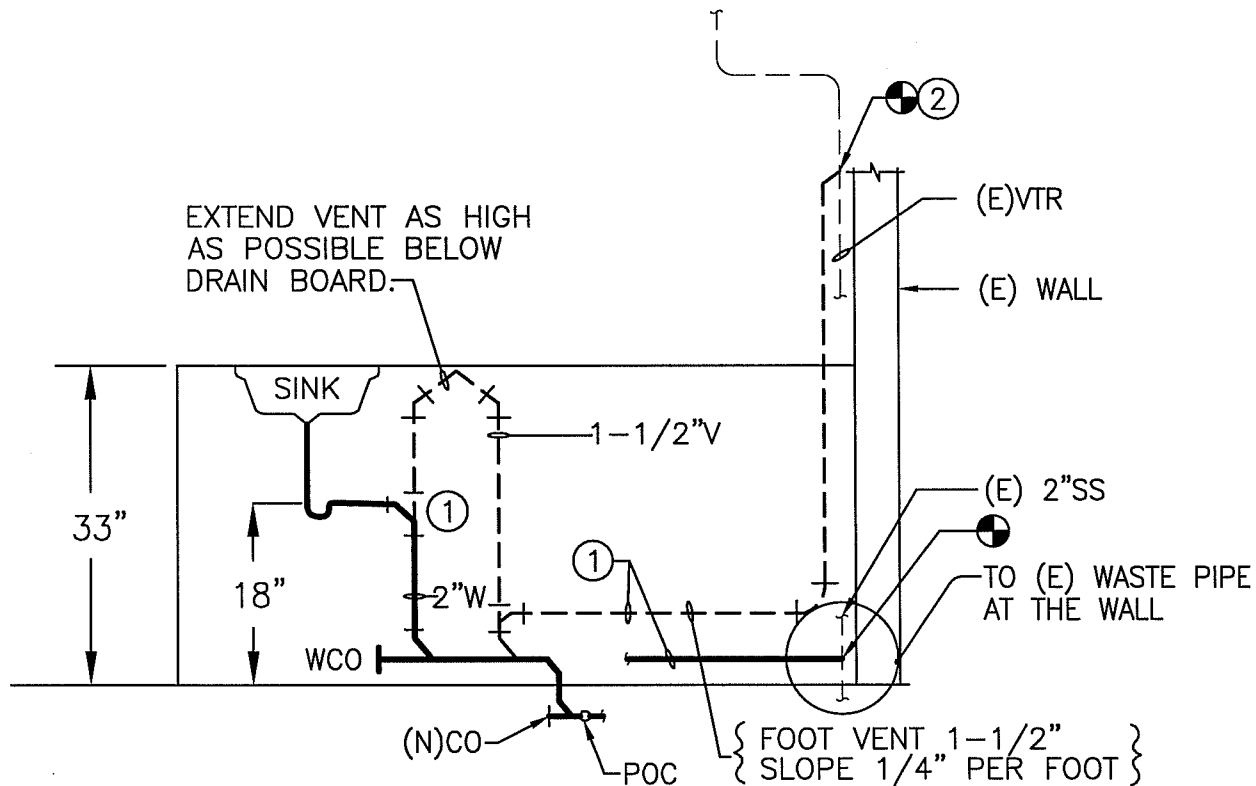 2
(E)VTR
EXTEND VENT AS HIGH
AS POSSIBLE BELOW
DRAIN BOARD.
(E) WALL
SINK
1-1/2"V
33"
18"
1
2"W
1
(E) 2"SS
TO (E) WASTE PIPE
AT THE WALL
WCO
(N)CO
POC
FOOT VENT 1-1/2"
SLOPE 1/4" PER FOOT